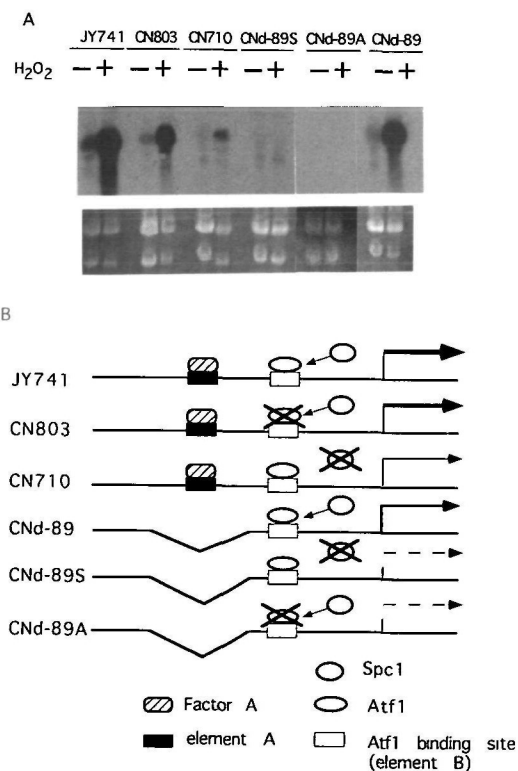 A
JY741 CN803 CN710 CNd-89S CNd-89A CNd-89
H₂O₂ − + − + − + − + − + − +
B
JY741
CN803
CN710
CNd-89
CNd-89S
CNd-89A
Spc1
Factor A Atf1
element A Atf1 binding site
(element B)